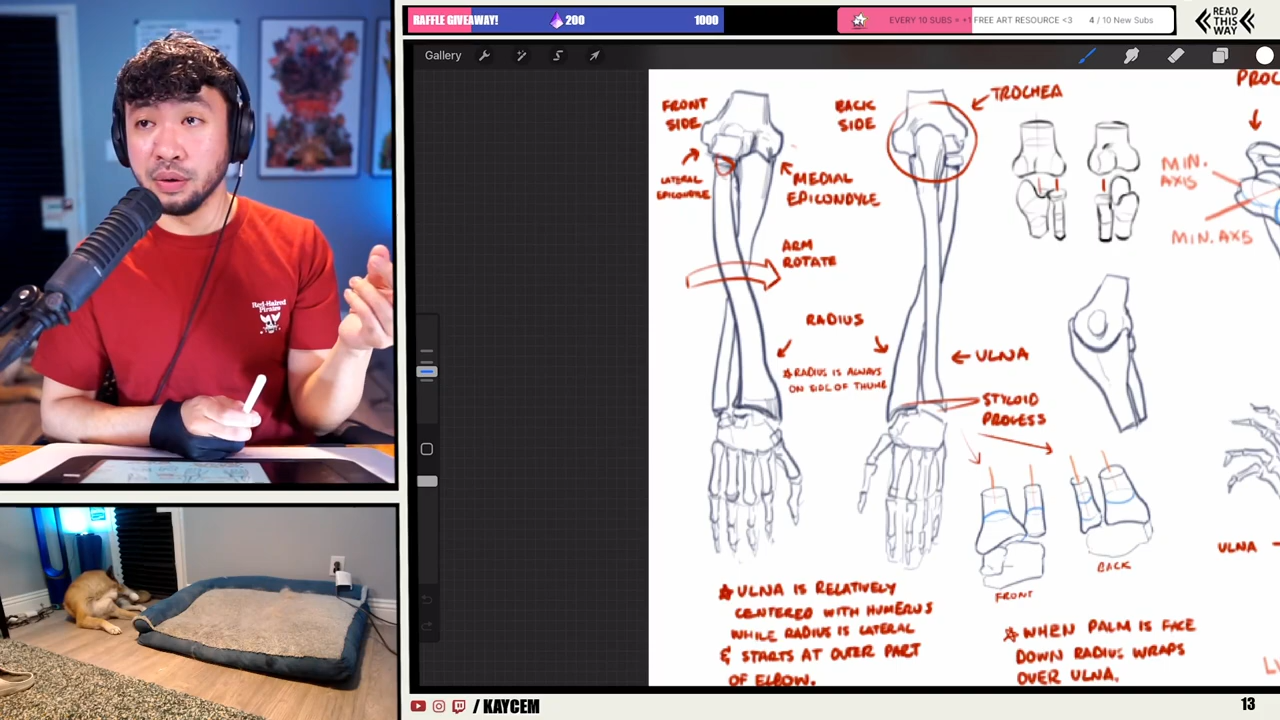 RAFFLE GIVEAWAY! 200 1000
EVERY 10 SUBS = +1 FREE ART RESOURCE <3 4 / 10 New Subs
READ
THIS
WAY
Gallery
Red-Haired
Pirates
FRONT
SIDE
LATERAL
EPICONDYLE
MEDIAL
EPICONDYLE
BACK
SIDE
TROCHEA
PROC
MIN.
AXIS
MIN. AXS
ARM
ROTATE
RADIUS
*RADIUS IS ALWAYS
ON SIDE OF THUMB
ULNA
STYLOID
PROCESS
FRONT
BACK
ULNA
* ULNA IS RELATIVELY
CENTERED WITH HUMERUS
WHILE RADIUS IS LATERAL
& STARTS AT OUTER PART
OF ELBOW.
* WHEN PALM IS FACE
DOWN RADIUS WRAPS
OVER ULNA.
/ KAYCEM
13